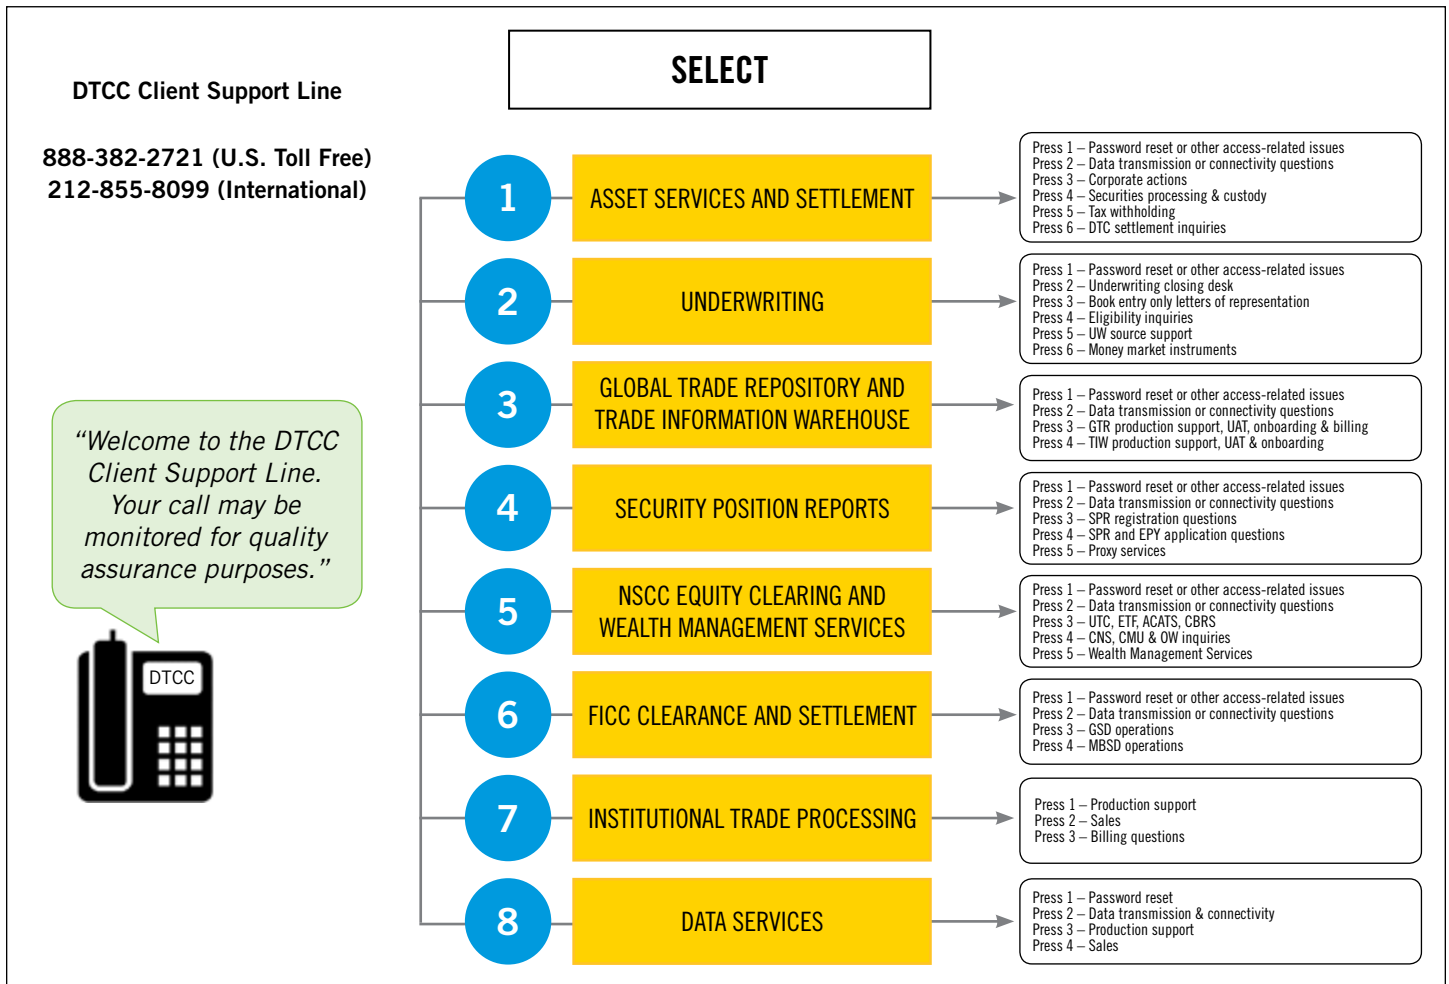 SELECT
DTCC Client Support Line
888-382-2721 (U.S. Toll Free)
212-855-8099 (International)
“Welcome to the DTCC
Client Support Line.
Your call may be
monitored for quality
assurance purposes.”
DTCC
1
ASSET SERVICES AND SETTLEMENT
Press 1 – Password reset or other access-related issues
Press 2 – Data transmission or connectivity questions
Press 3 – Corporate actions
Press 4 – Securities processing & custody
Press 5 – Tax withholding
Press 6 – DTC settlement inquiries
2
UNDERWRITING
Press 1 – Password reset or other access-related issues
Press 2 – Underwriting closing desk
Press 3 – Book entry only letters of representation
Press 4 – Eligibility inquiries
Press 5 – UW source support
Press 6 – Money market instruments
3
GLOBAL TRADE REPOSITORY AND
TRADE INFORMATION WAREHOUSE
Press 1 – Password reset or other access-related issues
Press 2 – Data transmission or connectivity questions
Press 3 – GTR production support, UAT, onboarding & billing
Press 4 – TIW production support, UAT & onboarding
4
SECURITY POSITION REPORTS
Press 1 – Password reset or other access-related issues
Press 2 – Data transmission or connectivity questions
Press 3 – SPR registration questions
Press 4 – SPR and EPY application questions
Press 5 – Proxy services
5
NSCC EQUITY CLEARING AND
WEALTH MANAGEMENT SERVICES
Press 1 – Password reset or other access-related issues
Press 2 – Data transmission or connectivity questions
Press 3 – UTC, ETF, ACATS, CBRS
Press 4 – CNS, CMU & OW inquiries
Press 5 – Wealth Management Services
6
FICC CLEARANCE AND SETTLEMENT
Press 1 – Password reset or other access-related issues
Press 2 – Data transmission or connectivity questions
Press 3 – GSD operations
Press 4 – MBSD operations
7
INSTITUTIONAL TRADE PROCESSING
Press 1 – Production support
Press 2 – Sales
Press 3 – Billing questions
8
DATA SERVICES
Press 1 – Password reset
Press 2 – Data transmission & connectivity
Press 3 – Production support
Press 4 – Sales